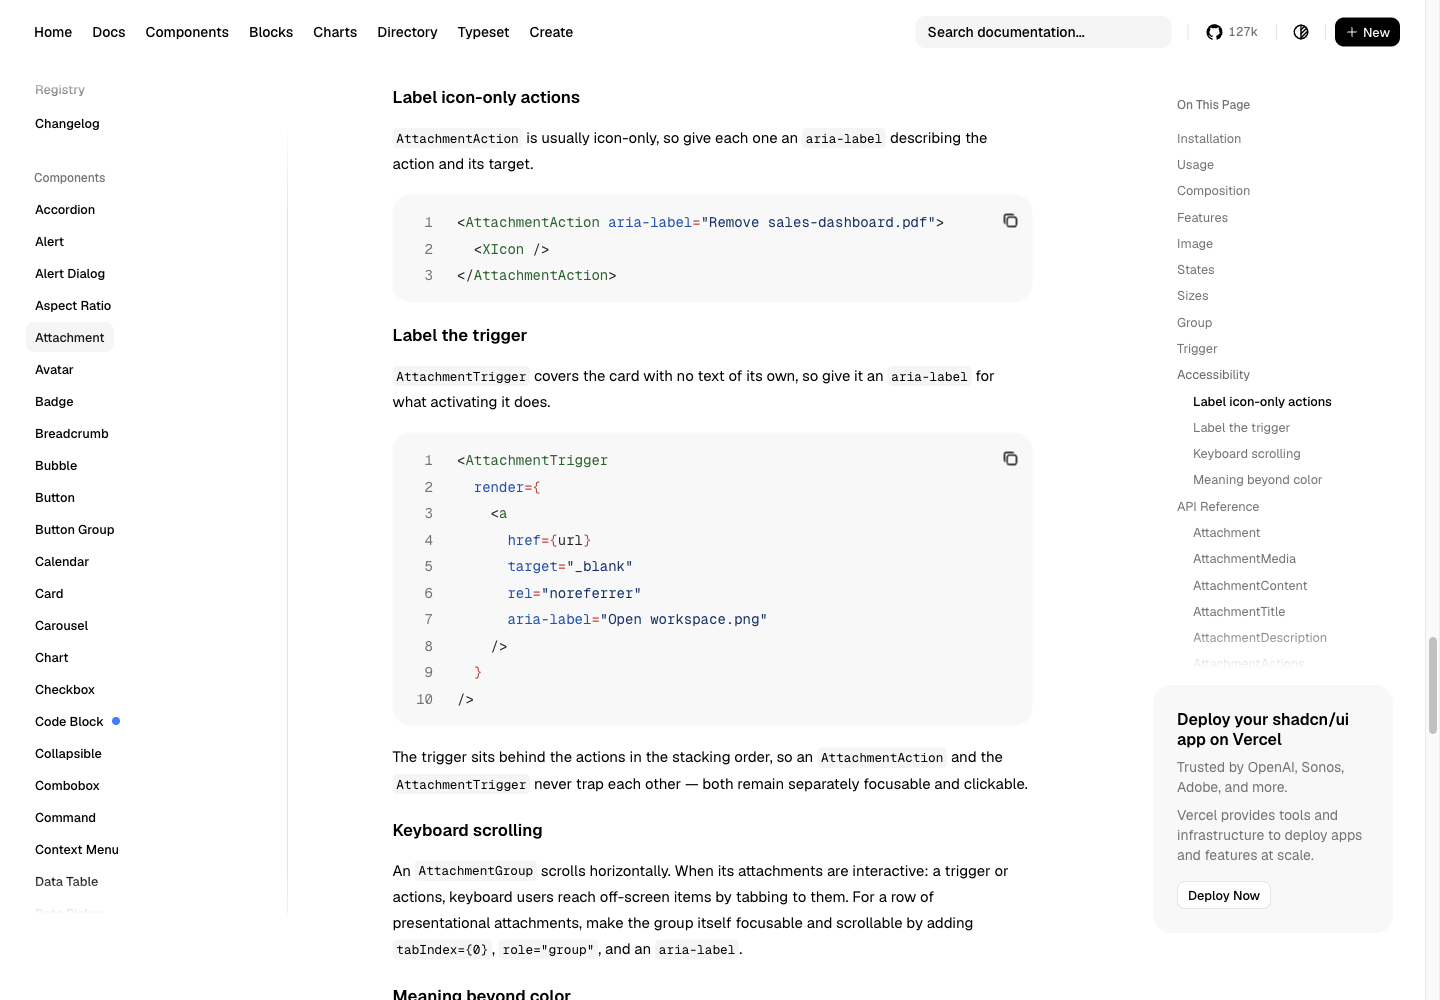 Home Docs Components Blocks Charts Directory Typeset Create
Search documentation...
127k
New
Registry
Changelog
Components
Accordion
Alert
Alert Dialog
Aspect Ratio
Attachment
Avatar
Badge
Breadcrumb
Bubble
Button
Button Group
Calendar
Card
Carousel
Chart
Checkbox
Code Block
Collapsible
Combobox
Command
Context Menu
Data Table
Label icon-only actions
AttachmentAction is usually icon-only, so give each one an aria-label describing the
action and its target.
1 <AttachmentAction aria-label="Remove sales-dashboard.pdf">
2 <XIcon />
3 </AttachmentAction>
Label the trigger
AttachmentTrigger covers the card with no text of its own, so give it an aria-label for
what activating it does.
1 <AttachmentTrigger
2 render={
3 <a
4 href={url}
5 target="_blank"
6 rel="noreferrer"
7 aria-label="Open workspace.png"
8 />
9 }
10 />
The trigger sits behind the actions in the stacking order, so an AttachmentAction and the
AttachmentTrigger never trap each other — both remain separately focusable and clickable.
Keyboard scrolling
An AttachmentGroup scrolls horizontally. When its attachments are interactive: a trigger or
actions, keyboard users reach off-screen items by tabbing to them. For a row of
presentational attachments, make the group itself focusable and scrollable by adding
tabIndex={0}, role="group", and an aria-label.
Meaning beyond color
On This Page
Installation
Usage
Composition
Features
Image
States
Sizes
Group
Trigger
Accessibility
Label icon-only actions
Label the trigger
Keyboard scrolling
Meaning beyond color
API Reference
Attachment
AttachmentMedia
AttachmentContent
AttachmentTitle
AttachmentDescription
AttachmentActions
Deploy your shadcn/ui
app on Vercel
Trusted by OpenAI, Sonos,
Adobe, and more.
Vercel provides tools and
infrastructure to deploy apps
and features at scale.
Deploy Now